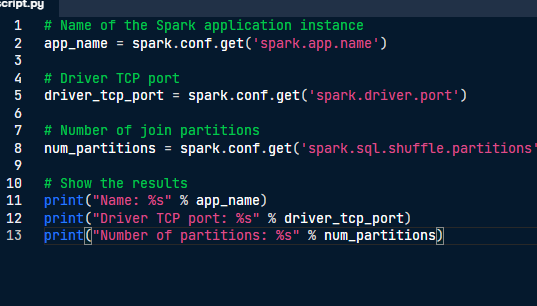 script.py
1 # Name of the Spark application instance
2 app_name = spark.conf.get('spark.app.name')
3
4 # Driver TCP port
5 driver_tcp_port = spark.conf.get('spark.driver.port')
6
7 # Number of join partitions
8 num_partitions = spark.conf.get('spark.sql.shuffle.partitions'
9
10 # Show the results
11 print("Name: %s" % app_name)
12 print("Driver TCP port: %s" % driver_tcp_port)
13 print("Number of partitions: %s" % num_partitions)